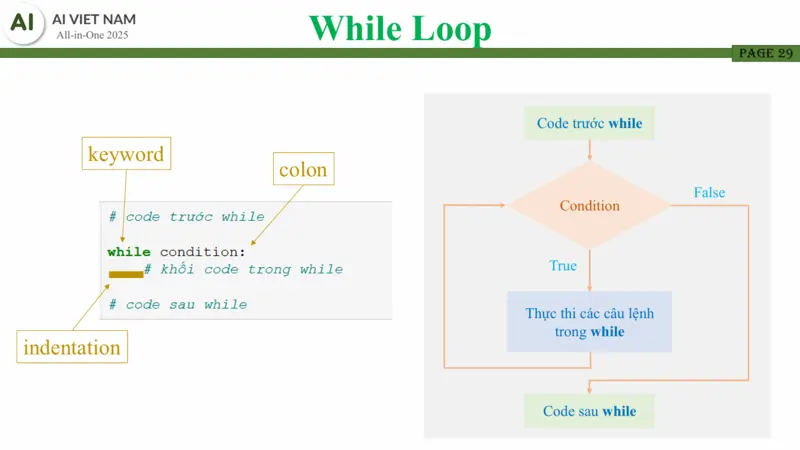 AI
AI VIET NAM
All-in-One 2025
While Loop
PAGE 29
keyword
colon
# code trước while
while condition:
# khối code trong while
# code sau while
indentation
Code trước while
Condition
False
True
Thực thi các câu lệnh
trong while
Code sau while